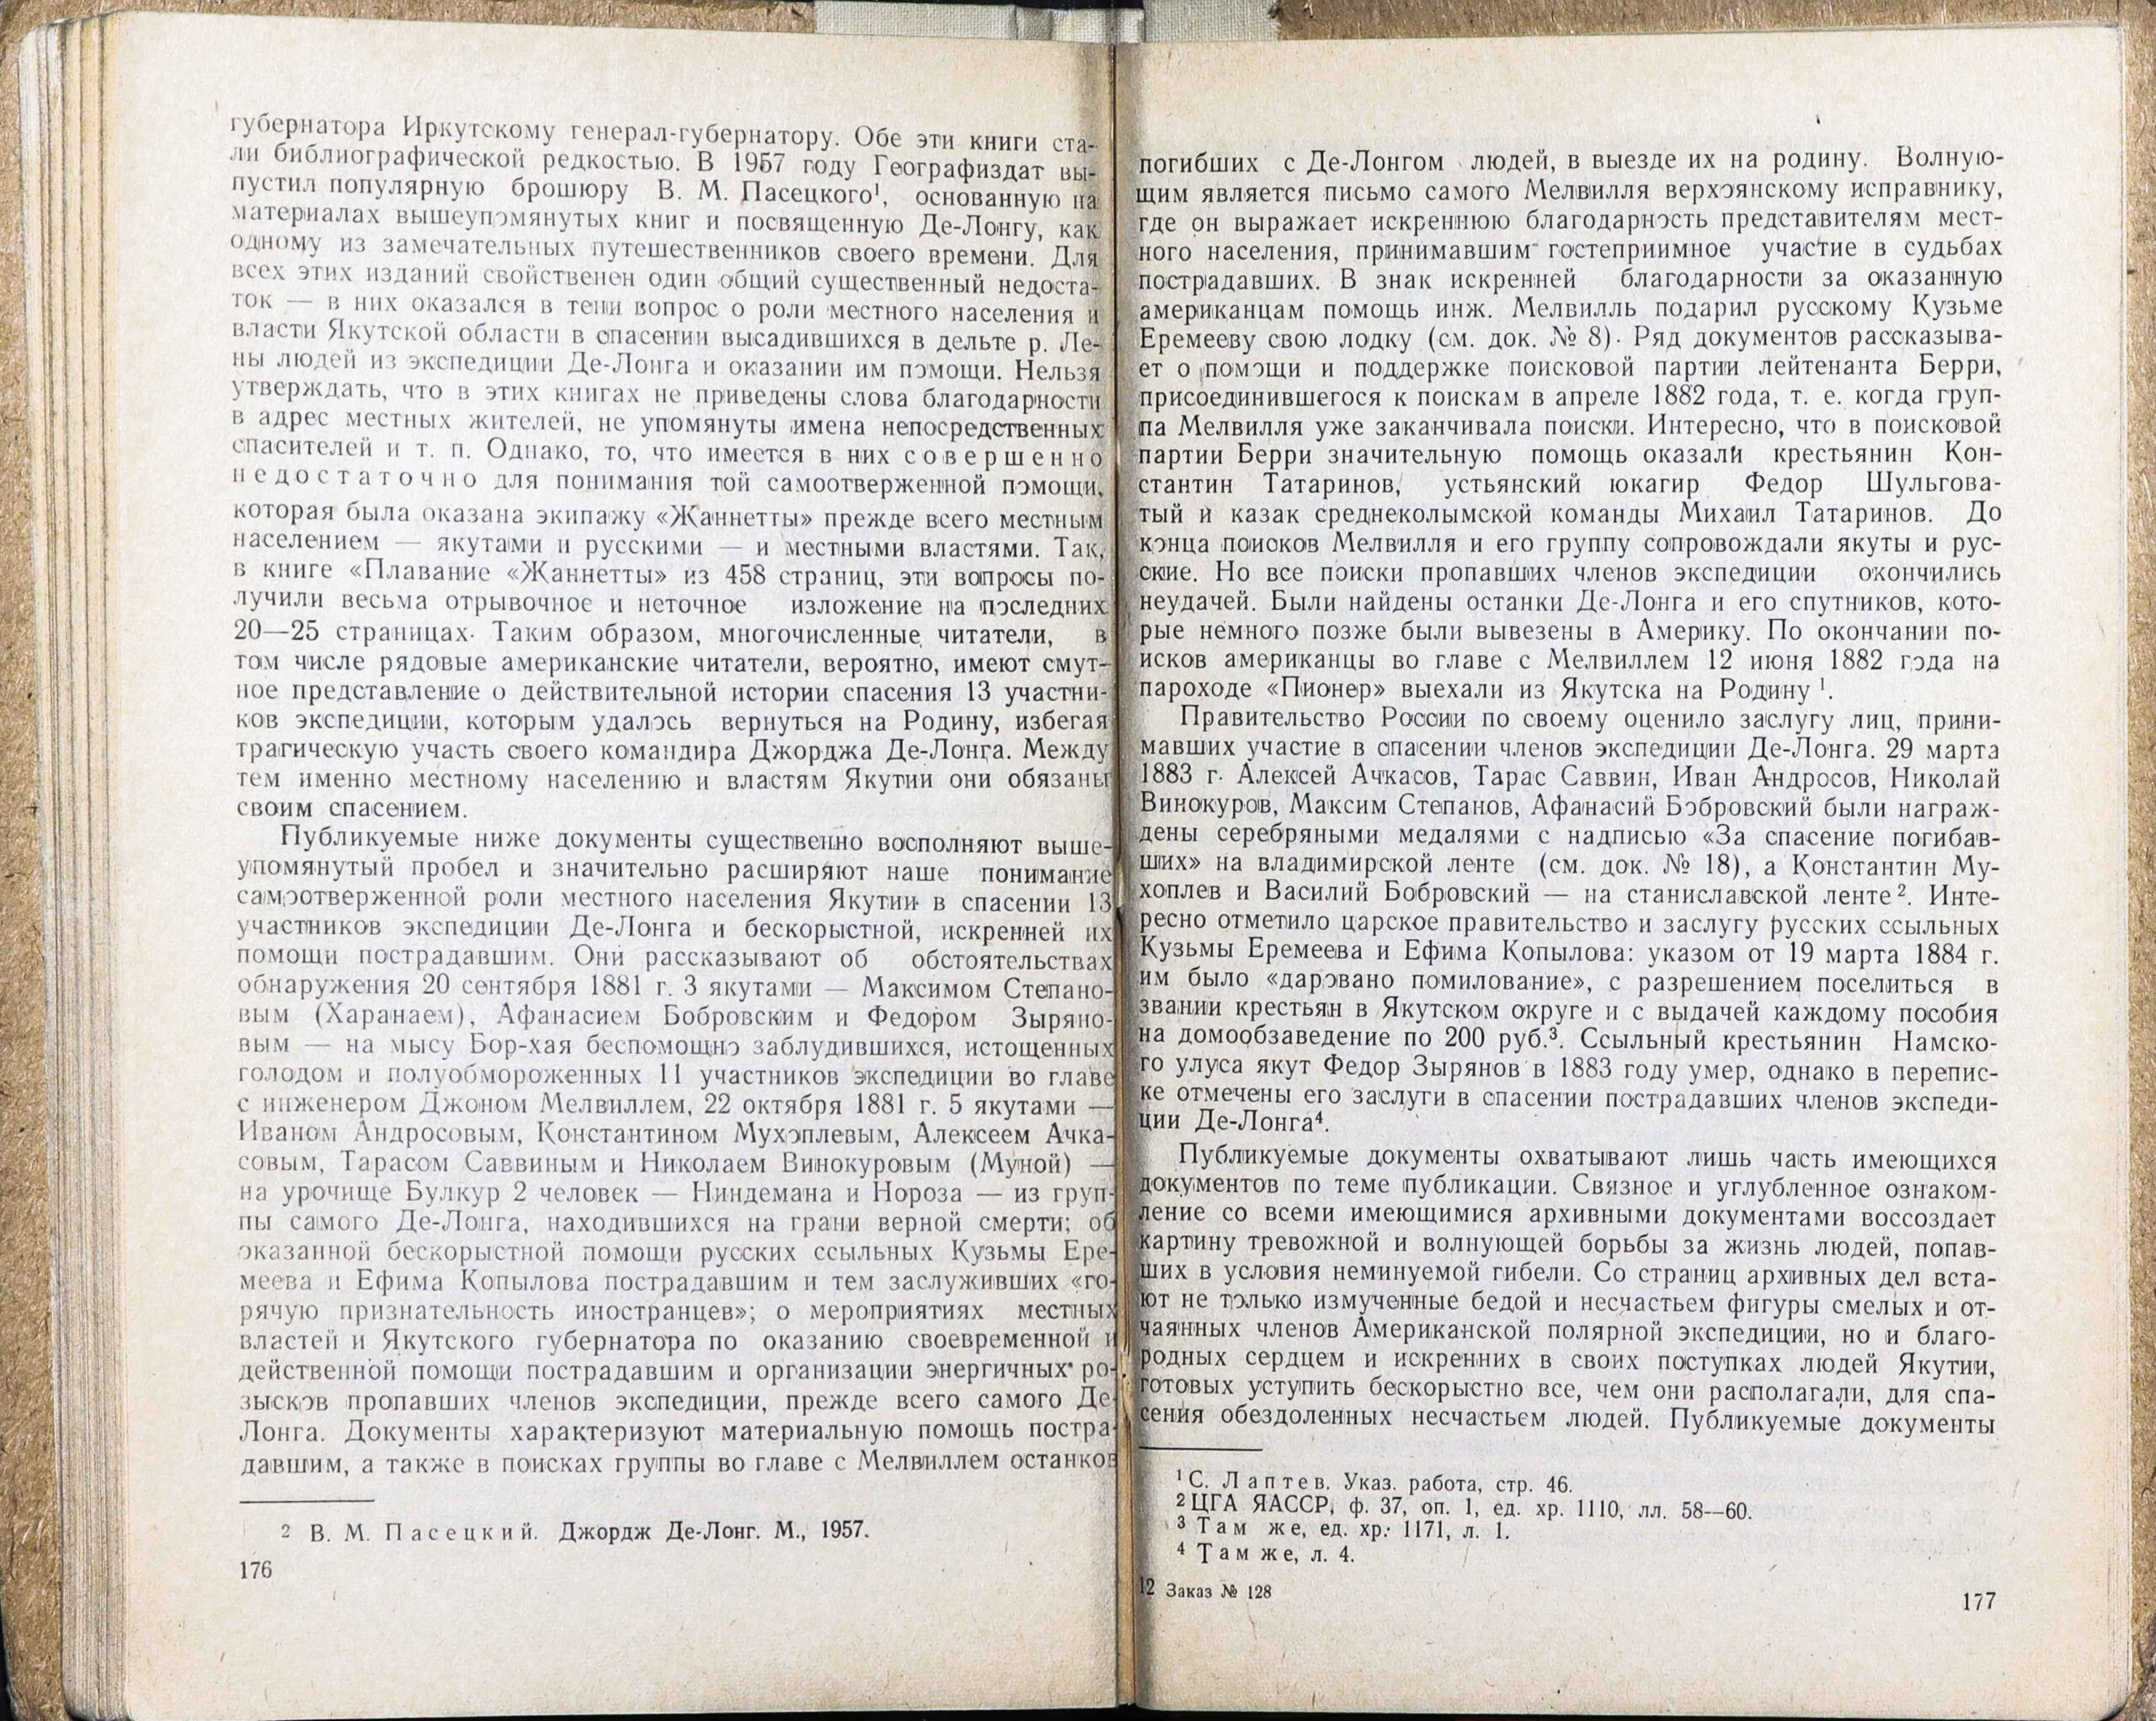 губернатора Иркутскому генерал-губернатору. Обе эти книги ста-
ли библиографической редкостью. В 1957 году Географиздат вы-
пустил популярную брошюру В. М. Пасецкого¹, основанную на
материалах вышеупомянутых книг и посвященную Де-Лонгу, как
одному из замечательных путешественников своего времени. Для
всех этих изданий свойственен один общий существенный недоста-
ток — в них оказался в тени вопрос о роли местного населения и
власти Якутской области в спасении высадившихся в дельте р. Ле-
ны людей из экспедиции Де-Лонга и оказании им помощи. Нельзя
утверждать, что в этих книгах не приведены слова благодарности
в адрес местных жителей, не упомянуты имена непосредственных
спасителей и т. п. Однако, то, что имеется в них совершенно
недостаточно для понимания той самоотверженной помощи,
которая была оказана экипажу «Жаннетты» прежде всего местным
населением — якутами и русскими — и местными властями. Так,
в книге «Плавание «Жаннетты» из 458 страниц, эти вопросы по-
лучили весьма отрывочное и неточное изложение на последних
20—25 страницах. Таким образом, многочисленные читатели, в
том числе рядовые американские читатели, вероятно, имеют смут-
ное представление о действительной истории спасения 13 участни-
ков экспедиции, которым удалось вернуться на Родину, избегая
трагическую участь своего командира Джорджа Де-Лонга. Между
тем именно местному населению и властям Якутии они обязаны
своим спасением.
Публикуемые ниже документы существенно восполняют выше-
упомянутый пробел и значительно расширяют наше понимание
самоотверженной роли местного населения Якутии в спасении 13
участников экспедиции Де-Лонга и бескорыстной, искренней их
помощи пострадавшим. Они рассказывают об обстоятельствах
обнаружения 20 сентября 1881 г. 3 якутами — Максимом Степано-
вым (Харанаем), Афанасием Бобровским и Федором Зыряно-
вым — на мысу Бор-хая беспомощно заблудившихся, истощенных
голодом и полуобмороженных 11 участников экспедиции во главе
с инженером Джоном Мелвиллем, 22 октября 1881 г. 5 якутами —
Иваном Андросовым, Константином Мухоплевым, Алексеем Ачка-
совым, Тарасом Саввиным и Николаем Винокуровым (Муной) —
на урочище Булкур 2 человек — Ниндемана и Нороза — из груп-
пы самого Де-Лонга, находившихся на грани верной смерти; об
оказанной бескорыстной помощи русских ссыльных Кузьмы Ере-
меева и Ефима Копылова пострадавшим и тем заслуживших «го-
рячую признательность иностранцев»; о мероприятиях местных
властей и Якутского губернатора по оказанию своевременной и
действенной помощи пострадавшим и организации энергичных ро-
зысков пропавших членов экспедиции, прежде всего самого Де-
Лонга. Документы характеризуют материальную помощь постра-
давшим, а также в поисках группы во главе с Мелвиллем останков
2 В. М. Пасецкий. Джордж Де-Лонг. М., 1957.
176
погибших с Де-Лонгом людей, в выезде их на родину. Волную-
щим является письмо самого Мелвилля верхоянскому исправнику,
где он выражает искреннюю благодарность представителям мест-
ного населения, принимавшим гостеприимное участие в судьбах
пострадавших. В знак искренней благодарности за оказанную
американцам помощь инж. Мелвилль подарил русскому Кузьме
Еремееву свою лодку (см. док. № 8). Ряд документов рассказыва-
ет о помощи и поддержке поисковой партии лейтенанта Берри,
присоединившегося к поискам в апреле 1882 года, т. е. когда груп-
па Мелвилля уже заканчивала поиски. Интересно, что в поисковой
партии Берри значительную помощь оказали крестьянин Кон-
стантин Татаринов, устьянский юкагир Федор Шульгова-
тый и казак среднеколымской команды Михаил Татаринов. До
конца поисков Мелвилля и его группу сопровождали якуты и рус-
ские. Но все поиски пропавших членов экспедиции окончились
неудачей. Были найдены останки Де-Лонга и его спутников, кото-
рые немного позже были вывезены в Америку. По окончании по-
исков американцы во главе с Мелвиллем 12 июня 1882 года на
пароходе «Пионер» выехали из Якутска на Родину ¹.
Правительство России по своему оценило заслугу лиц, прини-
мавших участие в спасении членов экспедиции Де-Лонга. 29 марта
1883 г. Алексей Ачкасов, Тарас Саввин, Иван Андросов, Николай
Винокуров, Максим Степанов, Афанасий Бобровский были награж-
дены серебряными медалями с надписью «За спасение погибав-
ших» на владимирской ленте (см. док. № 18), а Константин Му-
хоплев и Василий Бобровский — на станиславской ленте ². Инте-
ресно отметило царское правительство и заслугу русских ссыльных
Кузьмы Еремеева и Ефима Копылова: указом от 19 марта 1884 г.
им было «даровано помилование», с разрешением поселиться в
звании крестьян в Якутском округе и с выдачей каждому пособия
на домообзаведение по 200 руб.³. Ссыльный крестьянин Намско-
го улуса якут Федор Зырянов в 1883 году умер, однако в переписк-
ке отмечены его заслуги в спасении пострадавших членов экспеди-
ции Де-Лонга⁴.
Публикуемые документы охватывают лишь часть имеющихся
документов по теме публикации. Связное и углубленное ознаком-
ление со всеми имеющимися архивными документами воссоздает
картину тревожной и волнующей борьбы за жизнь людей, попав-
ших в условия неминуемой гибели. Со страниц архивных дел вста-
ют не только измученные бедой и несчастьем фигуры смелых и от-
чаянных членов Американской полярной экспедиции, но и благо-
родных сердцем и искренних в своих поступках людей Якутии,
готовых уступить бескорыстно все, чем они располагали, для спа-
сения обездоленных несчастьем людей. Публикуемые документы
¹ С. Лаптев. Указ. работа, стр. 46.
² ЦГА ЯАССР, ф. 37, оп. 1, ед. хр. 1110, лл. 58—60.
³ Там же, ед. хр. 1171, л. 1.
⁴ Там же, л. 4.
12 Заказ № 128
177